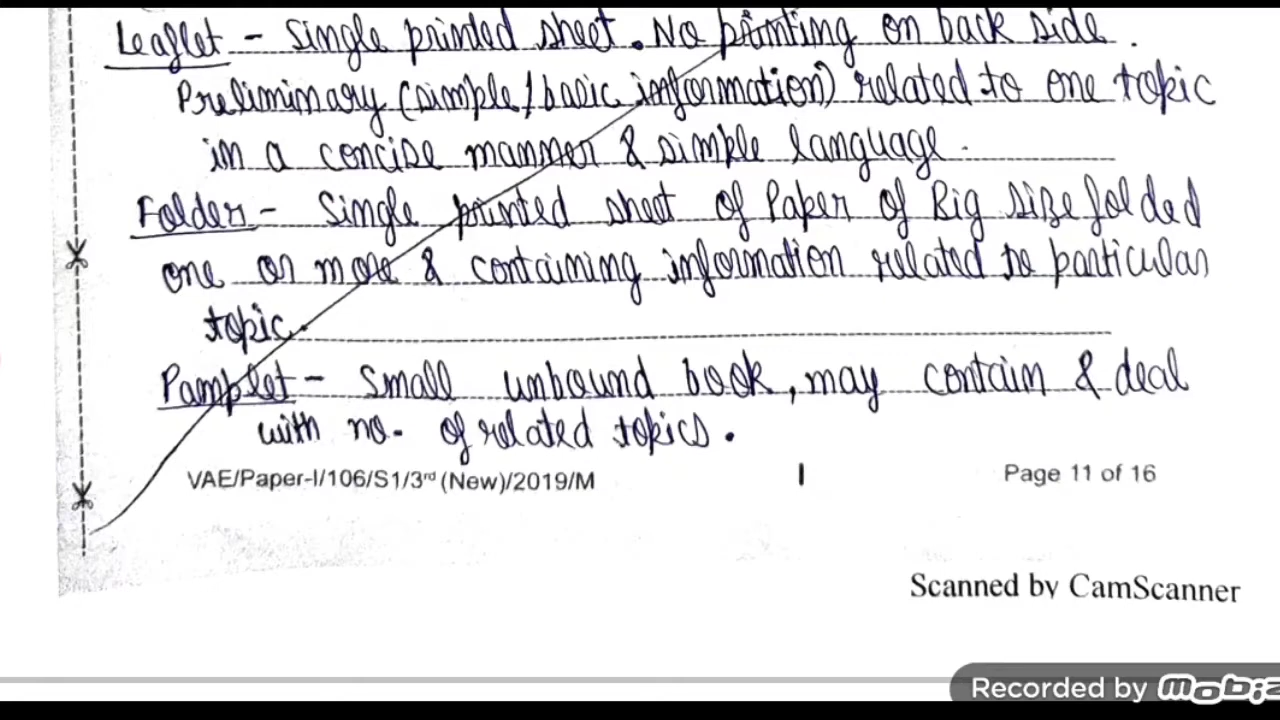 Leaflet - Single printed sheet. No printing on back side.
Preliminary (simple/basic information) related to one topic
in a concise manner & simple language.
Folder - Single printed sheet of Paper of Big size folded
one or more & containing information related to particular
topic.
Pamplet - Small unbound book, may contain & deal
with no. of related topics.
VAE/Paper-I/106/S1/3rd (New)/2019/M
Page 11 of 16
Scanned by CamScanner
Recorded by